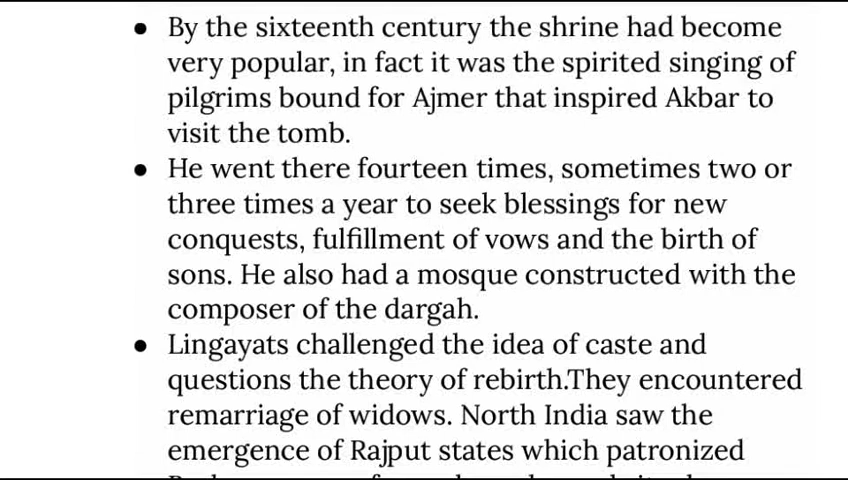 ● By the sixteenth century the shrine had become
very popular, in fact it was the spirited singing of
pilgrims bound for Ajmer that inspired Akbar to
visit the tomb.
● He went there fourteen times, sometimes two or
three times a year to seek blessings for new
conquests, fulfillment of vows and the birth of
sons. He also had a mosque constructed with the
composer of the dargah.
● Lingayats challenged the idea of caste and
questions the theory of rebirth.They encountered
remarriage of widows. North India saw the
emergence of Rajput states which patronized